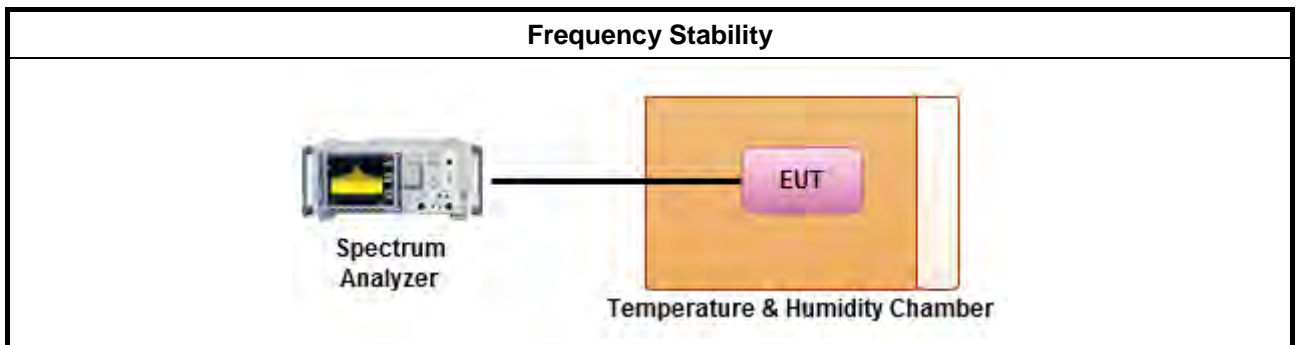 Frequency Stability
EUT
Spectrum
Analyzer
Temperature & Humidity Chamber